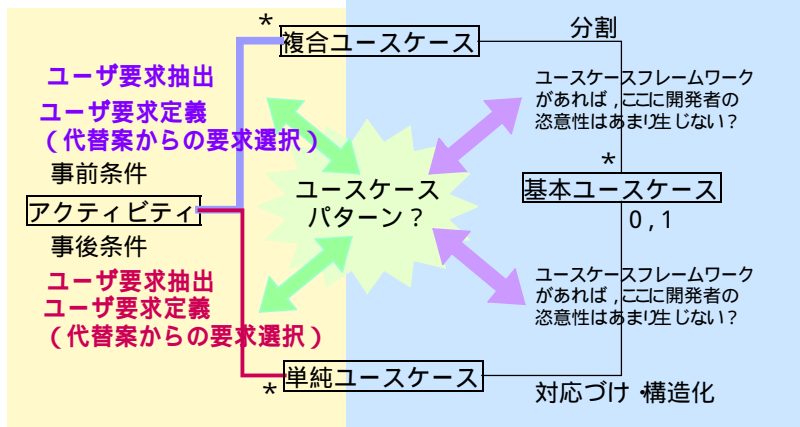 *
複合ユースケース
分割
ユーザ要求抽出
ユーザ要求定義
(代替案からの要求選択)
事前条件
アクティビティ
事後条件
ユーザ要求抽出
ユーザ要求定義
(代替案からの要求選択)
ユースケース
パターン?
ユースケースフレームワーク
があれば,ここに開発者の
恣意性はあまり生じない?
*
基本ユースケース
0,1
ユースケースフレームワーク
があれば,ここに開発者の
恣意性はあまり生じない?
*
単純ユースケース
対応づけ・構造化